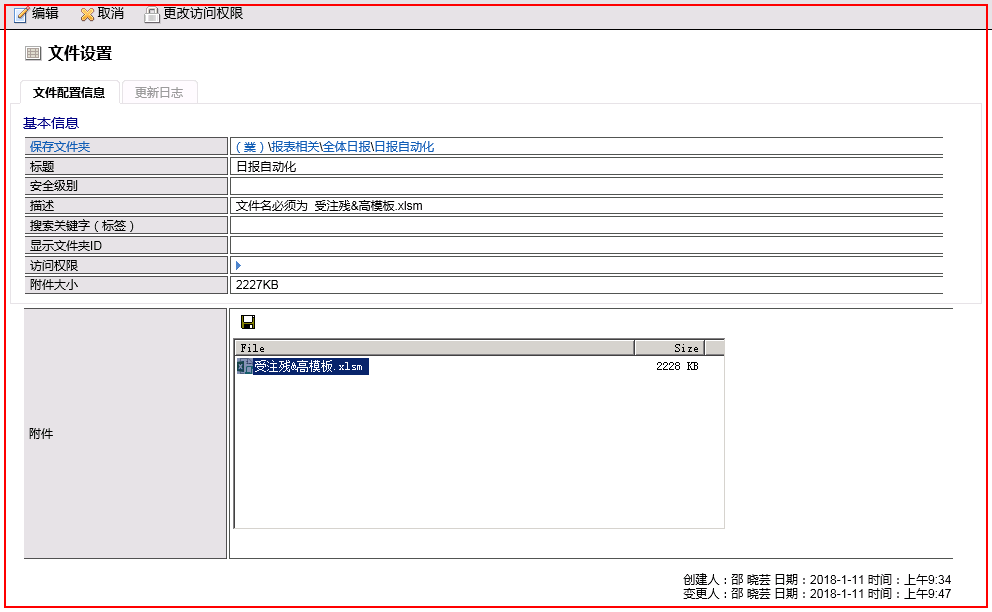 编辑 取消 更改访问权限
文件设置
文件配置信息 更新日志
基本信息
保存文件夹 （業）\报表相关\全体日报\日报自动化
标题 日报自动化
安全级别
描述 文件名必须为 受注残&高模板.xlsm
搜索关键字（标签）
显示文件夹ID
访问权限
附件大小 2227KB
File Size
受注残&高模板.xlsm 2228 KB
附件
创建人：邵 晓芸 日期：2018-1-11 时间：上午9:34
变更人：邵 晓芸 日期：2018-1-11 时间：上午9:47